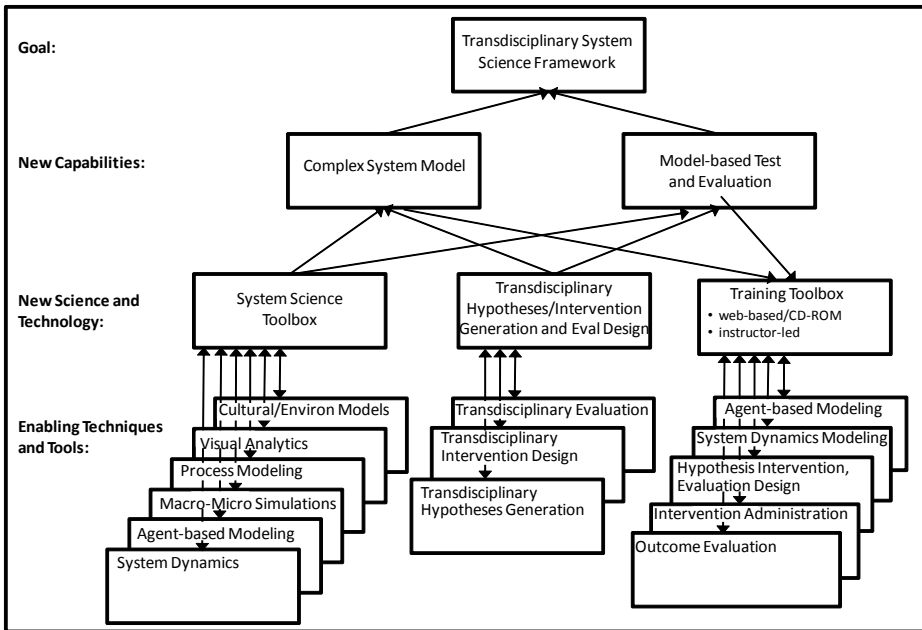 Goal:
Transdisciplinary System
Science Framework
New Capabilities:
Complex System Model
Model-based Test
and Evaluation
New Science and
Technology:
System Science
Toolbox
Transdisciplinary
Hypotheses/Intervention
Generation and Eval Design
Training Toolbox
• web-based/CD-ROM
• instructor-led
Enabling Techniques
and Tools:
Cultural/Environ Models
Visual Analytics
Process Modeling
Macro-Micro Simulations
Agent-based Modeling
System Dynamics
Transdisciplinary Evaluation
Transdisciplinary
Intervention Design
Transdisciplinary
Hypotheses Generation
Agent-based Modeling
System Dynamics Modeling
Hypothesis Intervention,
Evaluation Design
Intervention Administration
Outcome Evaluation